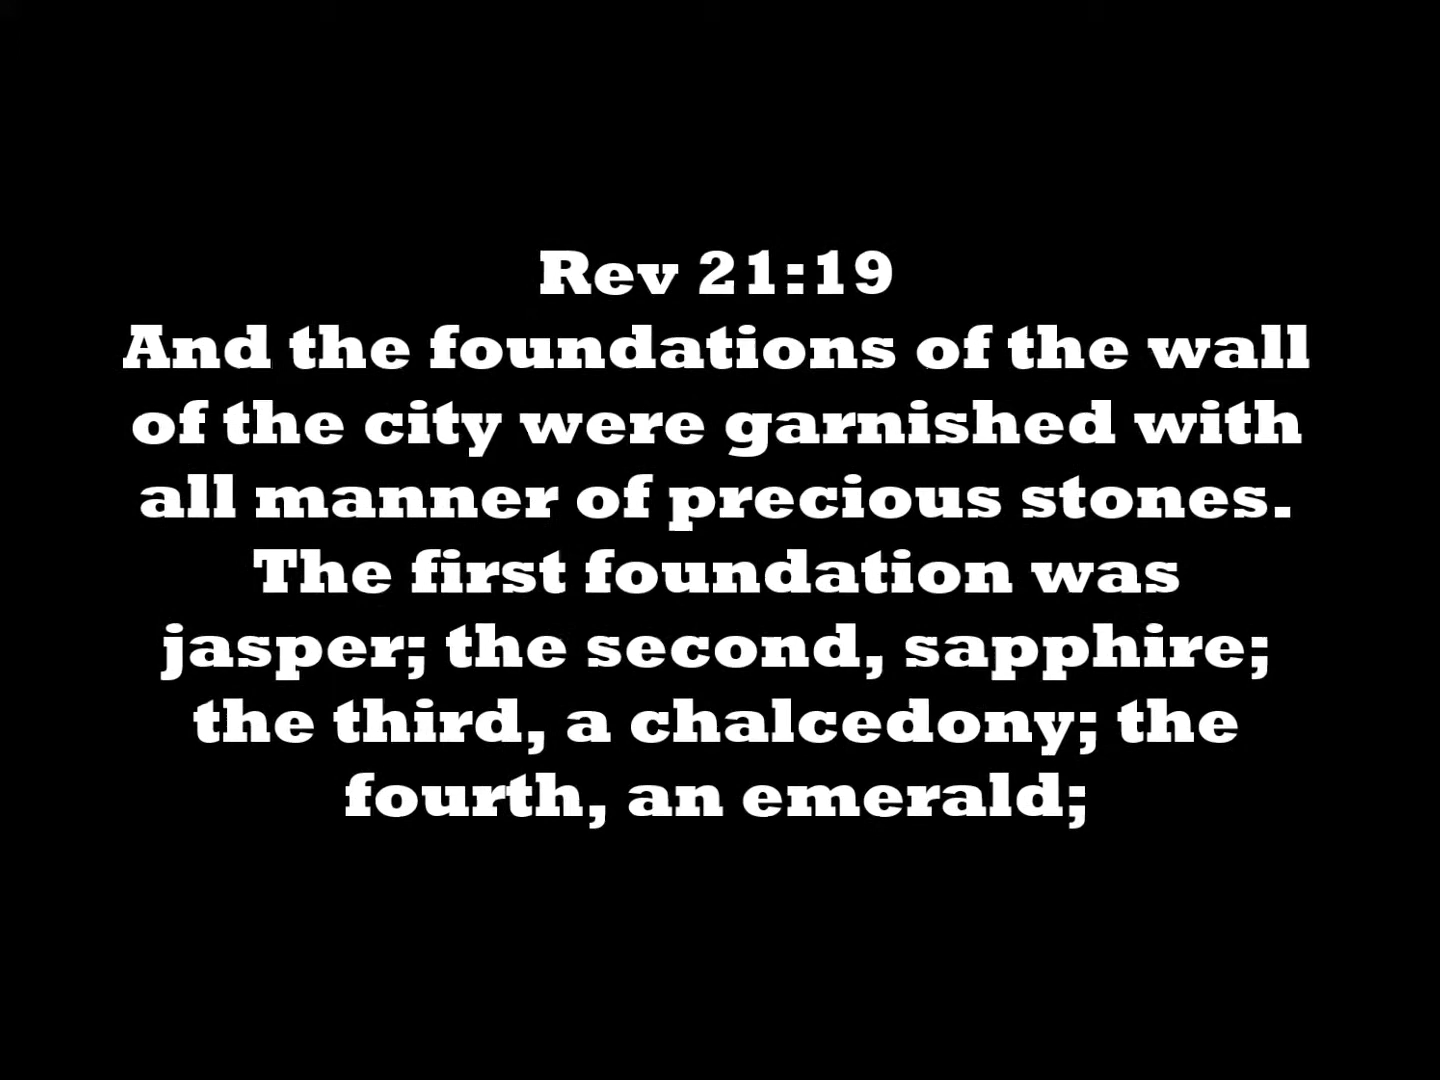 Rev 21:19
And the foundations of the wall
of the city were garnished with
all manner of precious stones.
The first foundation was
jasper; the second, sapphire;
the third, a chalcedony; the
fourth, an emerald;